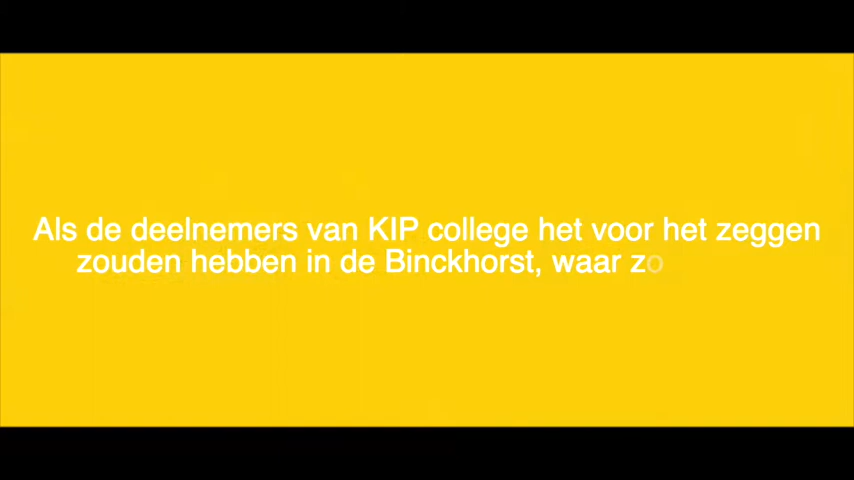 Als de deelnemers van KIP college het voor het zeggen
zouden hebben in de Binckhorst, waar zo